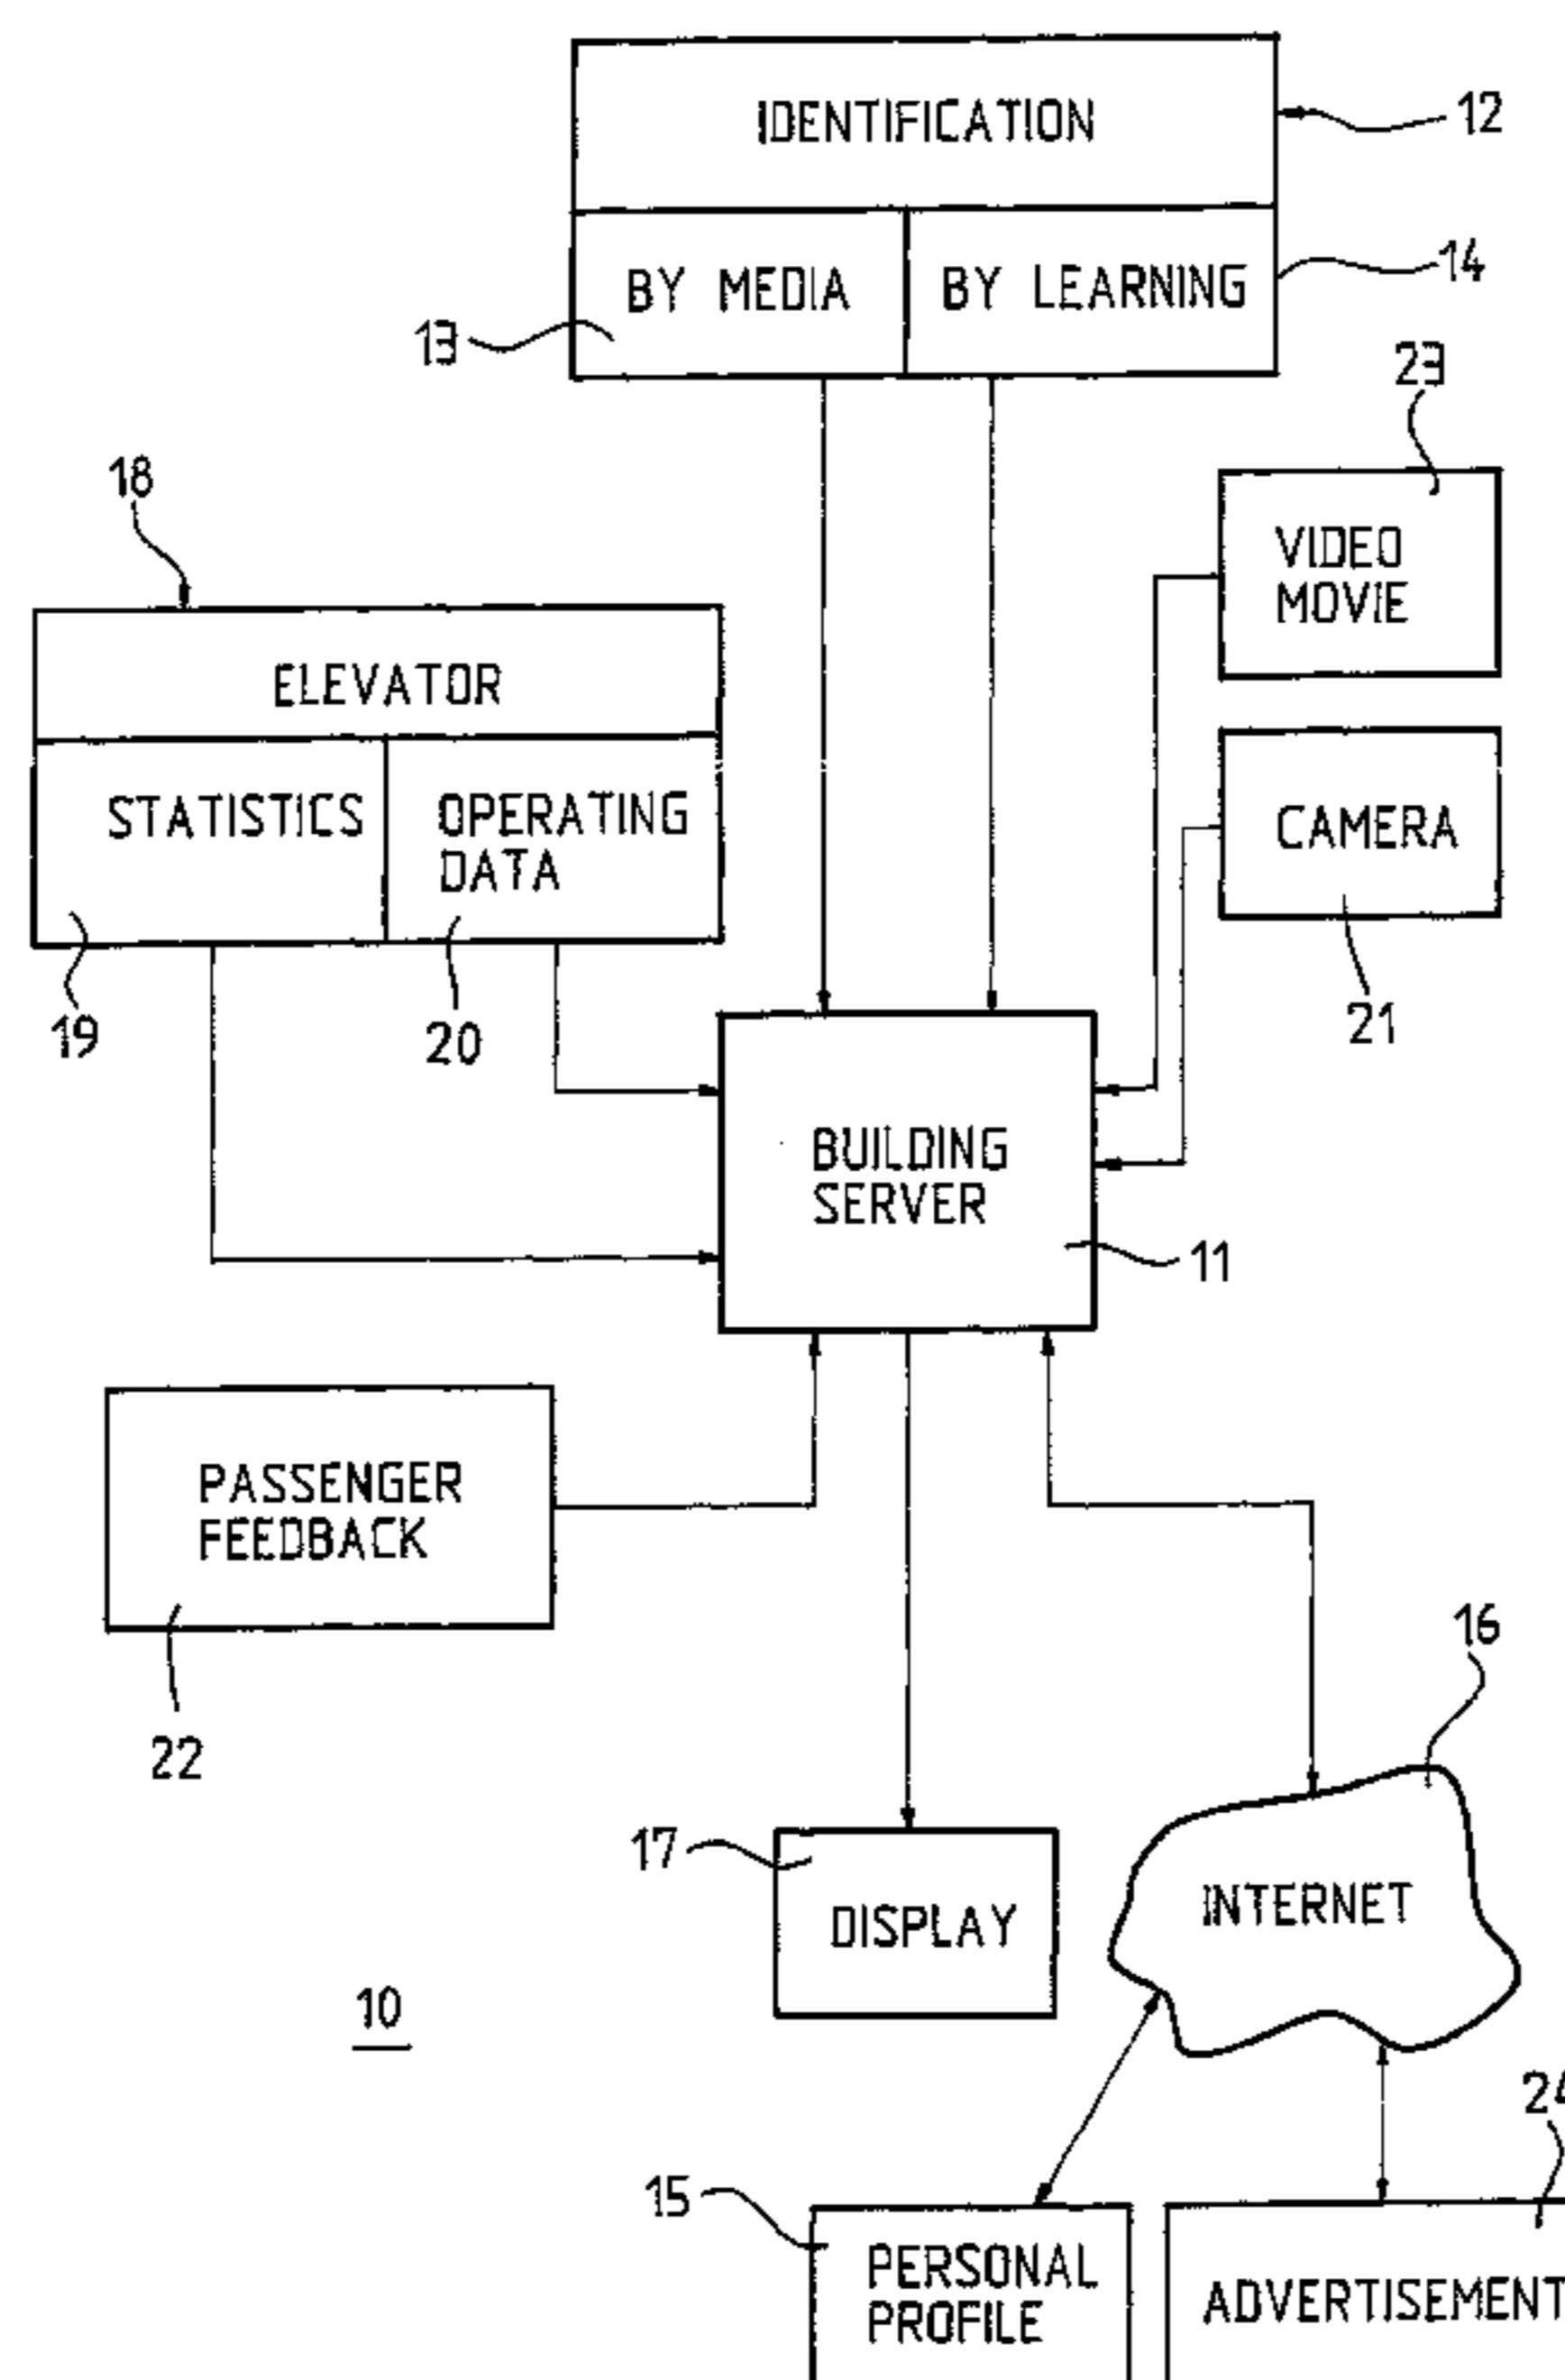 IDENTIFICATION
12
BY MEDIA
BY LEARNING
14
13
23
VIDEO
MOVIE
18
ELEVATOR
STATISTICS
OPERATING
DATA
CAMERA
19
20
21
BUILDING
SERVER
11
PASSENGER
FEEDBACK
22
16
17
DISPLAY
INTERNET
10
24
15
PERSONAL
PROFILE
ADVERTISEMENT